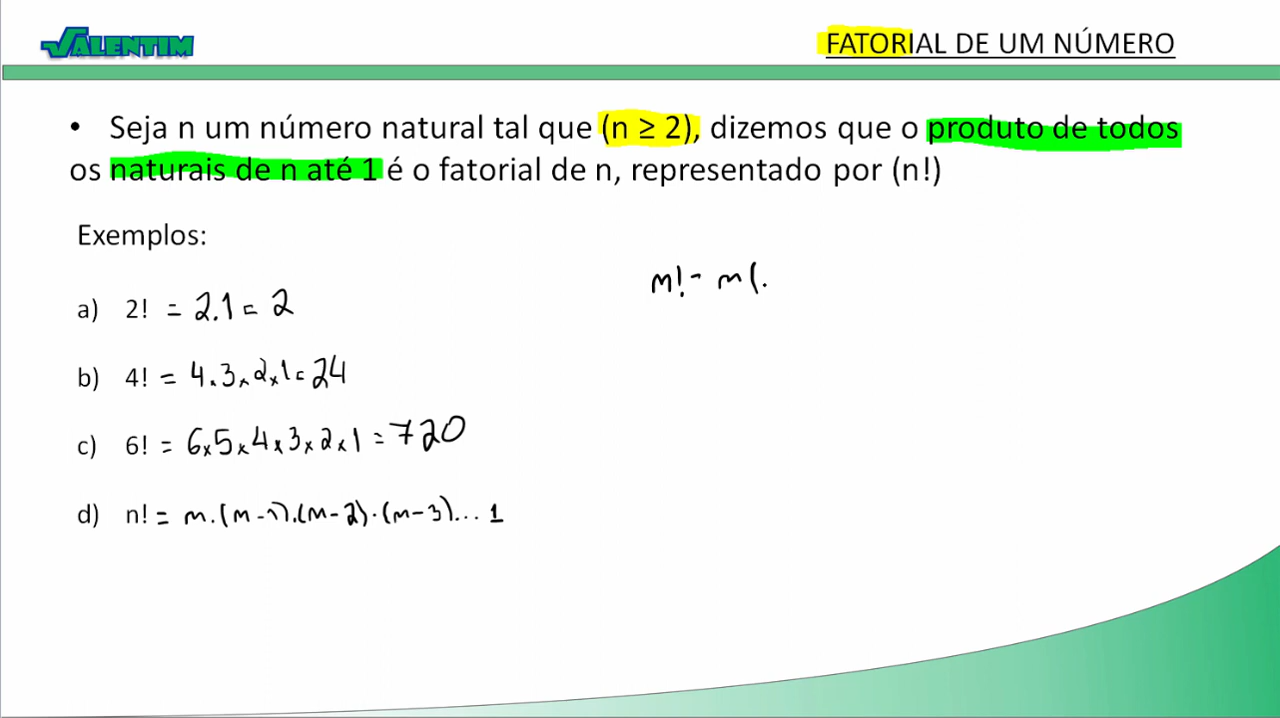 VALENTIM
FATORIAL DE UM NÚMERO
• Seja n um número natural tal que (n ≥ 2), dizemos que o produto de todos
os naturais de n até 1 é o fatorial de n, representado por (n!)
Exemplos:
m! - m (.
a) 2! = 2.1 = 2
b) 4! = 4.3x2x1 = 24
c) 6! = 6x5x4x3x2x1 = 720
d) n! = m.(m-1).(m-2).(m-3)...1